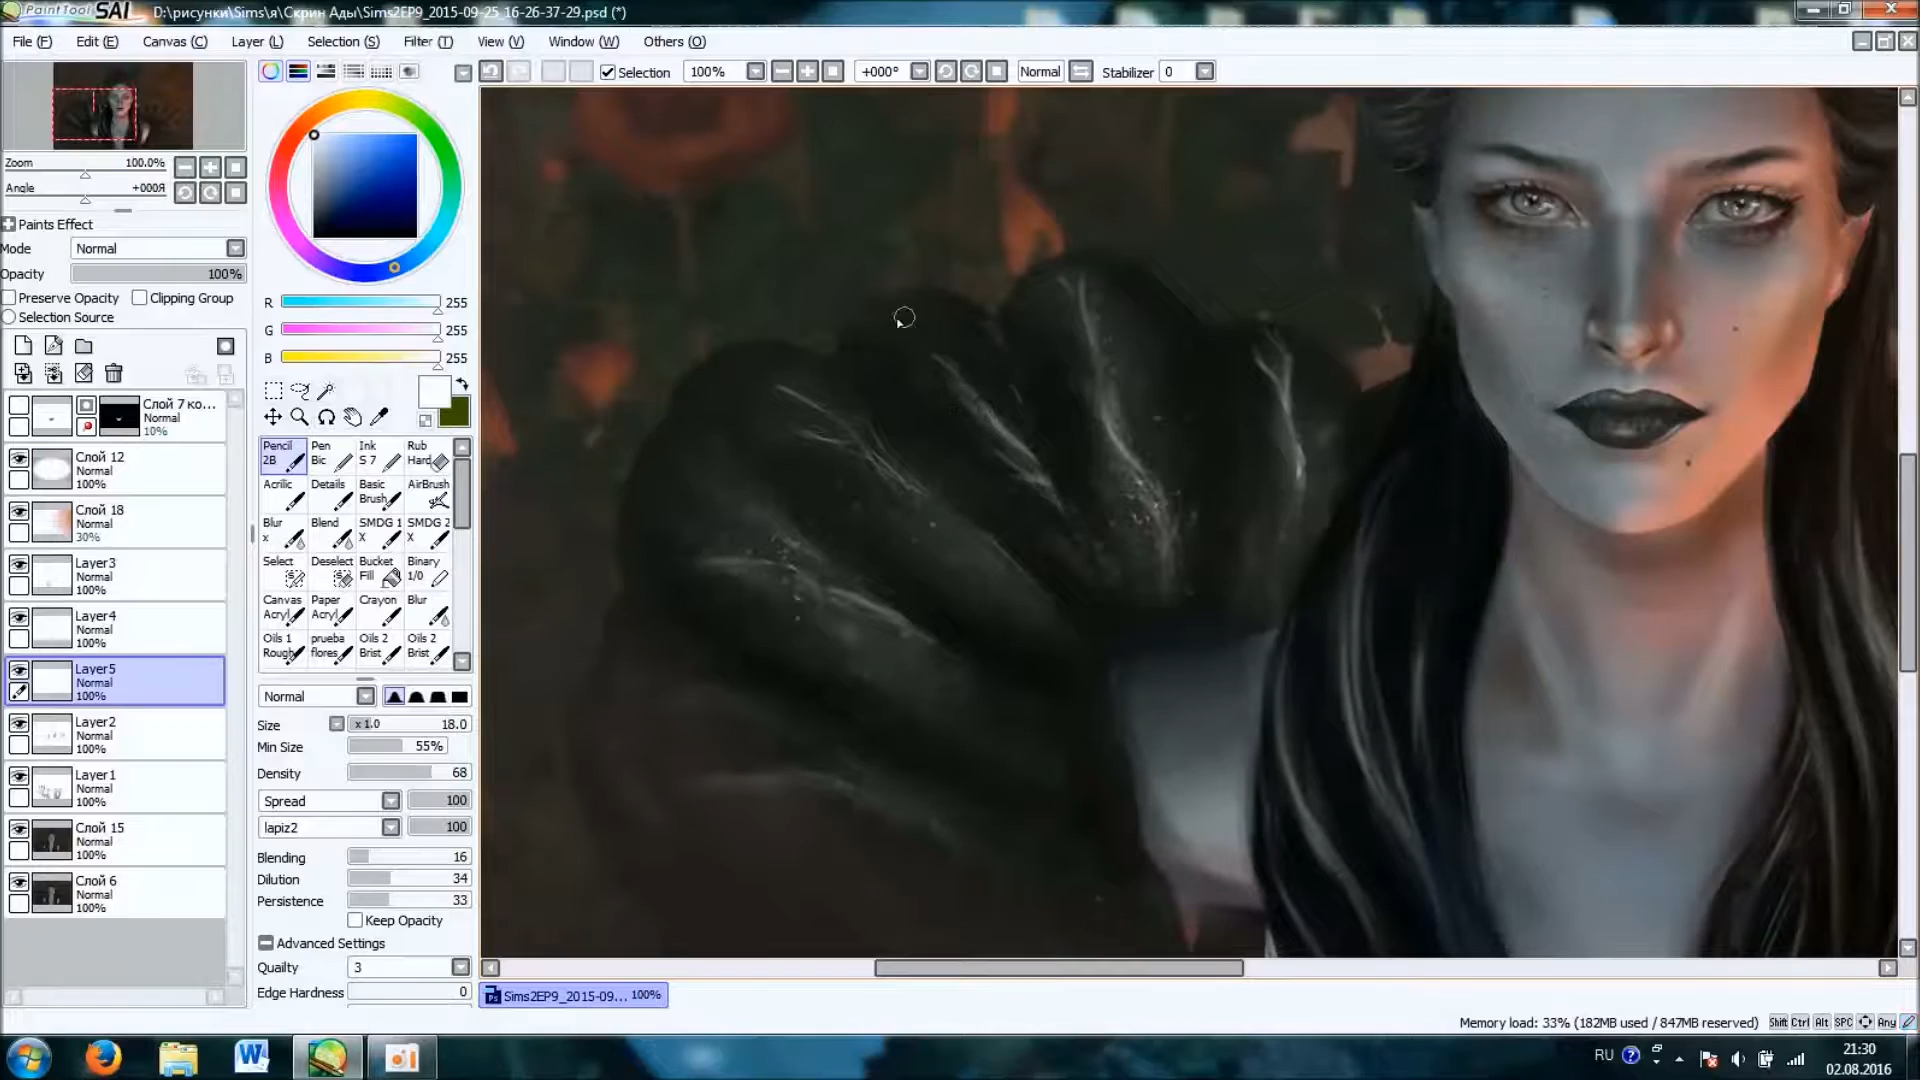 PaintTool SAI D:\рисунки\Sims\я\Скрин Ады\Sims2EP9_2015-09-25_16-26-37-29.psd (*)
File (F) Edit (E) Canvas (C) Layer (L) Selection (S) Filter (T) View (V) Window (W) Others (O)
Selection 100% +000° Normal Stabilizer 0
Zoom 100.0%
Angle +000Я
Paints Effect
Mode Normal
Opacity 100%
Preserve Opacity Clipping Group
Selection Source
Слой 7 ко...
Normal
10%
Слой 12
Normal
100%
Слой 18
Normal
30%
Layer3
Normal
100%
Layer4
Normal
100%
Layer5
Normal
100%
Layer2
Normal
100%
Layer1
Normal
100%
Слой 15
Normal
100%
Слой 6
Normal
100%
R 255
G 255
B 255
Pencil 2B
Pen Bic
Ink S 7
Rub Hard
Acrilic
Details
Basic Brush
AirBrush
Blur x
Blend
SMDG 1 X
SMDG 2 X
Select
Deselect
Bucket Fill
Binary 1/0
Canvas Acryl
Paper Acryl
Crayon
Blur
Oils 1 Rough
prueba flores
Oils 2 Brist
Oils 2 Brist
Normal
Size x 1.0 18.0
Min Size 55%
Density 68
Spread 100
lapiz2 100
Blending 16
Dilution 34
Persistence 33
Keep Opacity
Advanced Settings
Quailty 3
Edge Hardness 0
Sims2EP9_2015-09... 100%
Memory load: 33% (182MB used / 847MB reserved) Shift Ctrl Alt SPC Any
RU 21:30
02.08.2016